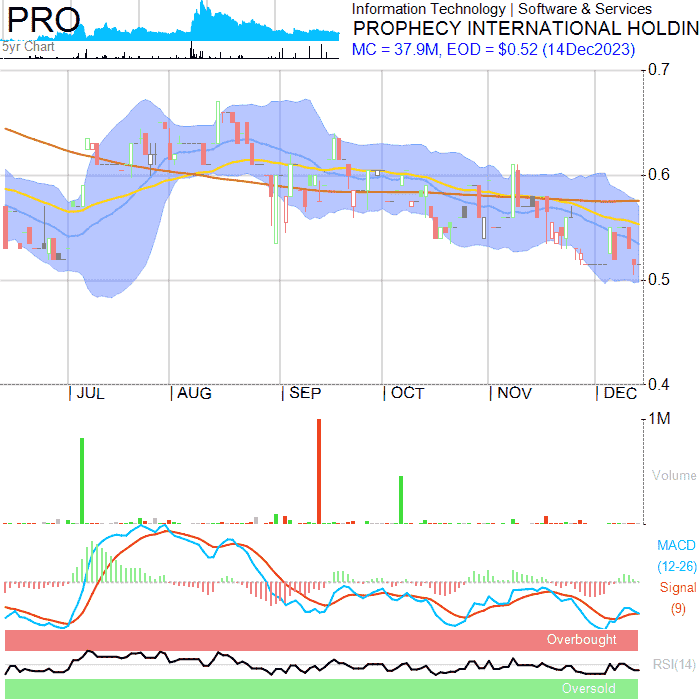 PRO
5yr Chart
Information Technology | Software & Services
PROPHECY INTERNATIONAL HOLDIN
MC = 37.9M, EOD = $0.52 (14Dec2023)
0.7
0.6
0.5
0.4
| JUL | AUG | SEP | OCT | NOV | DEC
1M
Volume
MACD
(12-26)
Signal
(9)
Overbought
RSI(14)
Oversold